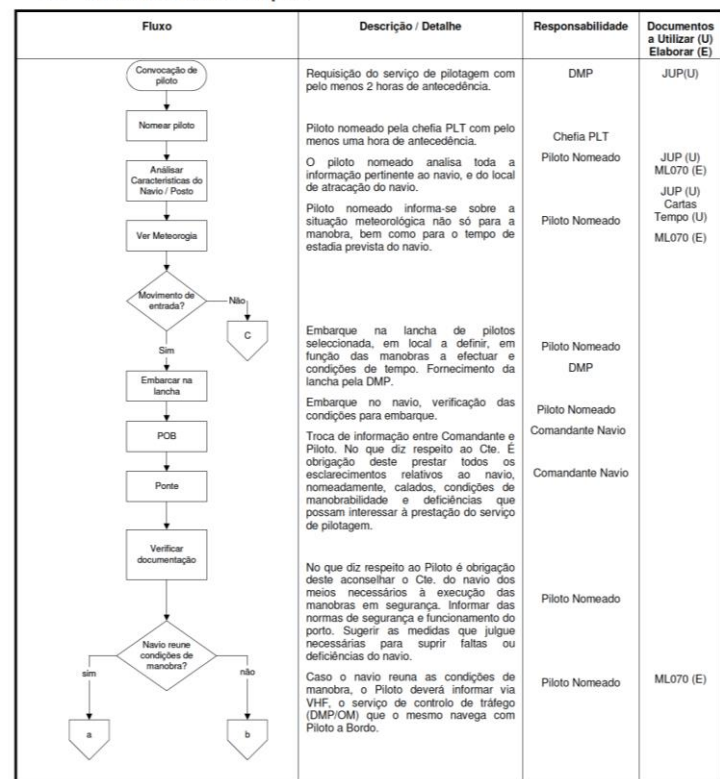 Fluxo
Descrição / Detalhe
Responsabilidade
Documentos
a Utilizar (U)
Elaborar (E)
Convocação de
piloto
Requisição do serviço de pilotagem com
pelo menos 2 horas de antecedência.
DMP
JUP(U)
Nomear piloto
Piloto nomeado pela chefia PLT com pelo
menos uma hora de antecedência.
Chefia PLT
Análisar
Características do
Navio / Posto
O piloto nomeado analisa toda a
informação pertinente ao navio, e do local
de atracação do navio.
Piloto Nomeado
JUP (U)
ML070 (E)
Ver Meteorogia
Piloto nomeado informa-se sobre a
situação meteorológica não só para a
manobra, bem como para o tempo de
estadia prevista do navio.
Piloto Nomeado
JUP (U)
Cartas
Tempo (U)
ML070 (E)
Movimento de
entrada?
Não
C
Sim
Embarcar na
lancha
Embarque na lancha de pilotos
seleccionada, em local a definir, em
função das manobras a efectuar e
condições de tempo. Fornecimento da
lancha pela DMP.
Piloto Nomeado
DMP
POB
Embarque no navio, verificação das
condições para embarque.
Piloto Nomeado
Comandante Navio
Ponte
Troca de informação entre Comandante e
Piloto. No que diz respeito ao Cte. É
obrigação deste prestar todos os
esclarecimentos relativos ao navio,
nomeadamente, calados, condições de
manobrabilidade e deficiências que
possam interessar à prestação do serviço
de pilotagem.
Comandante Navio
Verificar
documentação
No que diz respeito ao Piloto é obrigação
deste aconselhar o Cte. do navio dos
meios necessários à execução das
manobras em segurança. Informar das
normas de segurança e funcionamento do
porto. Sugerir as medidas que julgue
necessárias para suprir faltas ou
deficiências do navio.
Piloto Nomeado
Navio reune
condições de
manobra?
sim
não
a
b
Caso o navio reuna as condições de
manobra, o Piloto deverá informar via
VHF, o serviço de controlo de tráfego
(DMP/OM) que o mesmo navega com
Piloto a Bordo.
Piloto Nomeado
ML070 (E)